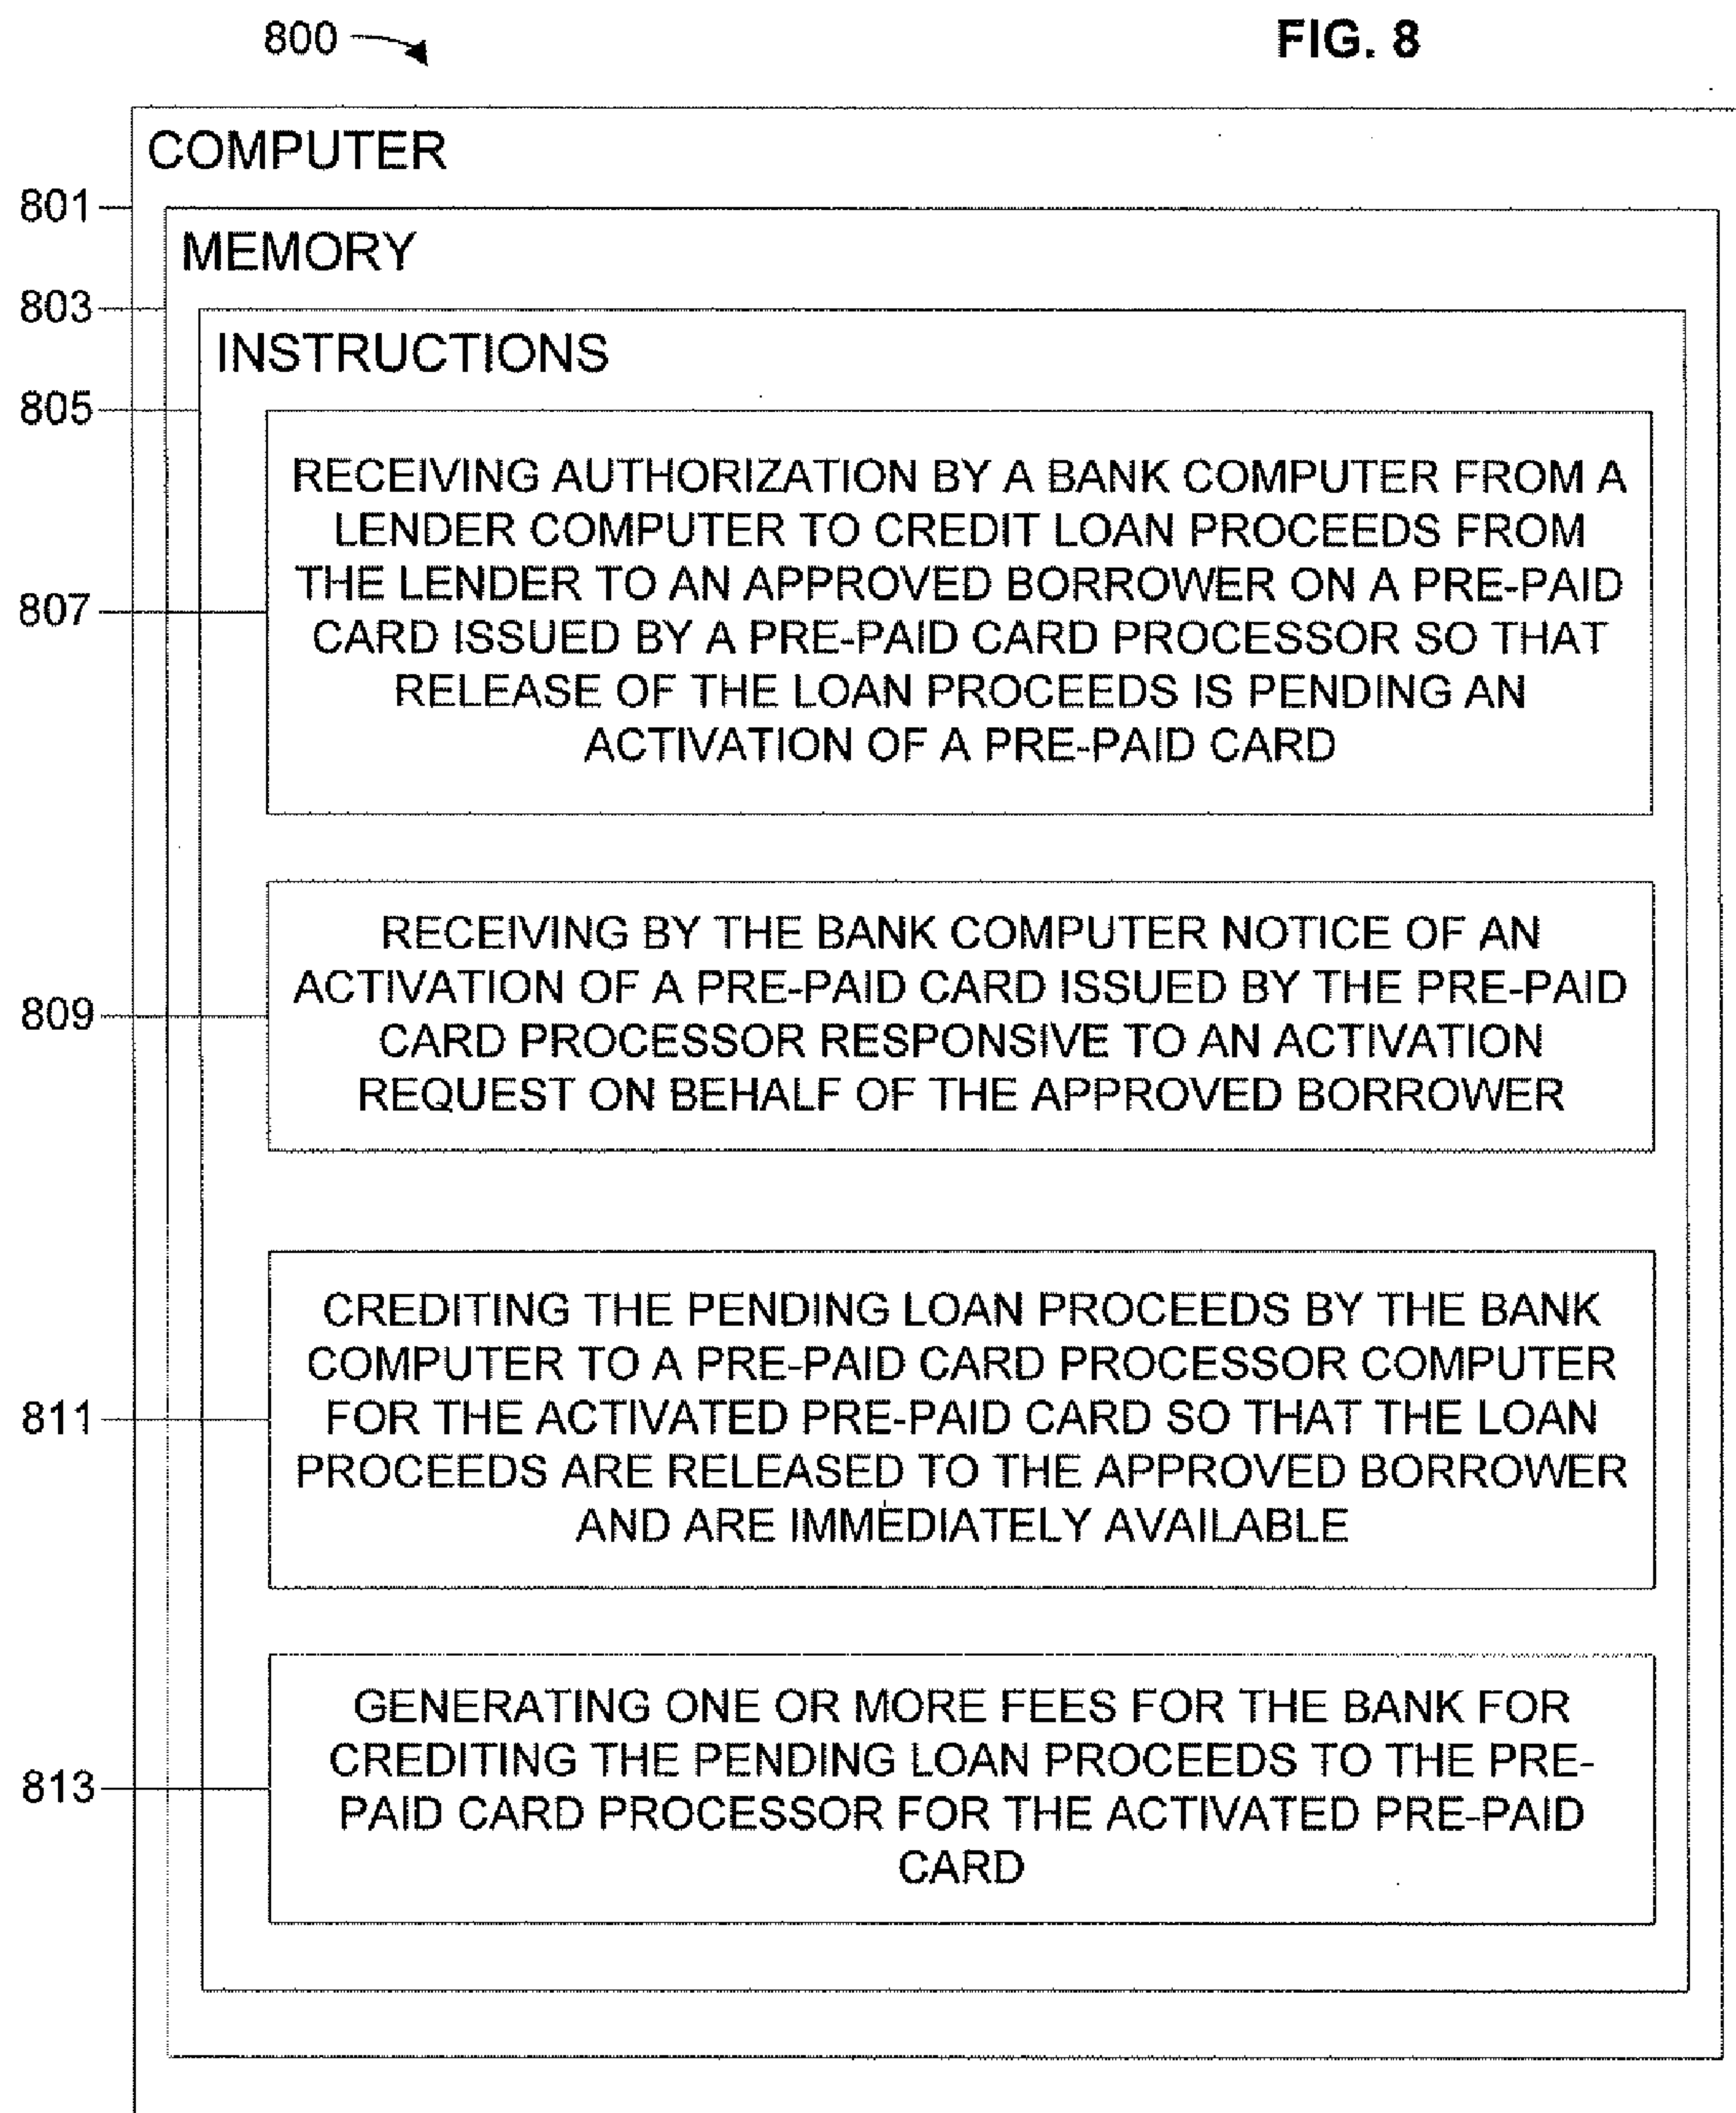 800
FIG. 8
COMPUTER
801
MEMORY
803
INSTRUCTIONS
805
RECEIVING AUTHORIZATION BY A BANK COMPUTER FROM A
LENDER COMPUTER TO CREDIT LOAN PROCEEDS FROM
THE LENDER TO AN APPROVED BORROWER ON A PRE-PAID
807
CARD ISSUED BY A PRE-PAID CARD PROCESSOR SO THAT
RELEASE OF THE LOAN PROCEEDS IS PENDING AN
ACTIVATION OF A PRE-PAID CARD
RECEIVING BY THE BANK COMPUTER NOTICE OF AN
ACTIVATION OF A PRE-PAID CARD ISSUED BY THE PRE-PAID
809
CARD PROCESSOR RESPONSIVE TO AN ACTIVATION
REQUEST ON BEHALF OF THE APPROVED BORROWER
CREDITING THE PENDING LOAN PROCEEDS BY THE BANK
COMPUTER TO A PRE-PAID CARD PROCESSOR COMPUTER
811
FOR THE ACTIVATED PRE-PAID CARD SO THAT THE LOAN
PROCEEDS ARE RELEASED TO THE APPROVED BORROWER
AND ARE IMMEDIATELY AVAILABLE
GENERATING ONE OR MORE FEES FOR THE BANK FOR
CREDITING THE PENDING LOAN PROCEEDS TO THE PRE-
813
PAID CARD PROCESSOR FOR THE ACTIVATED PRE-PAID
CARD